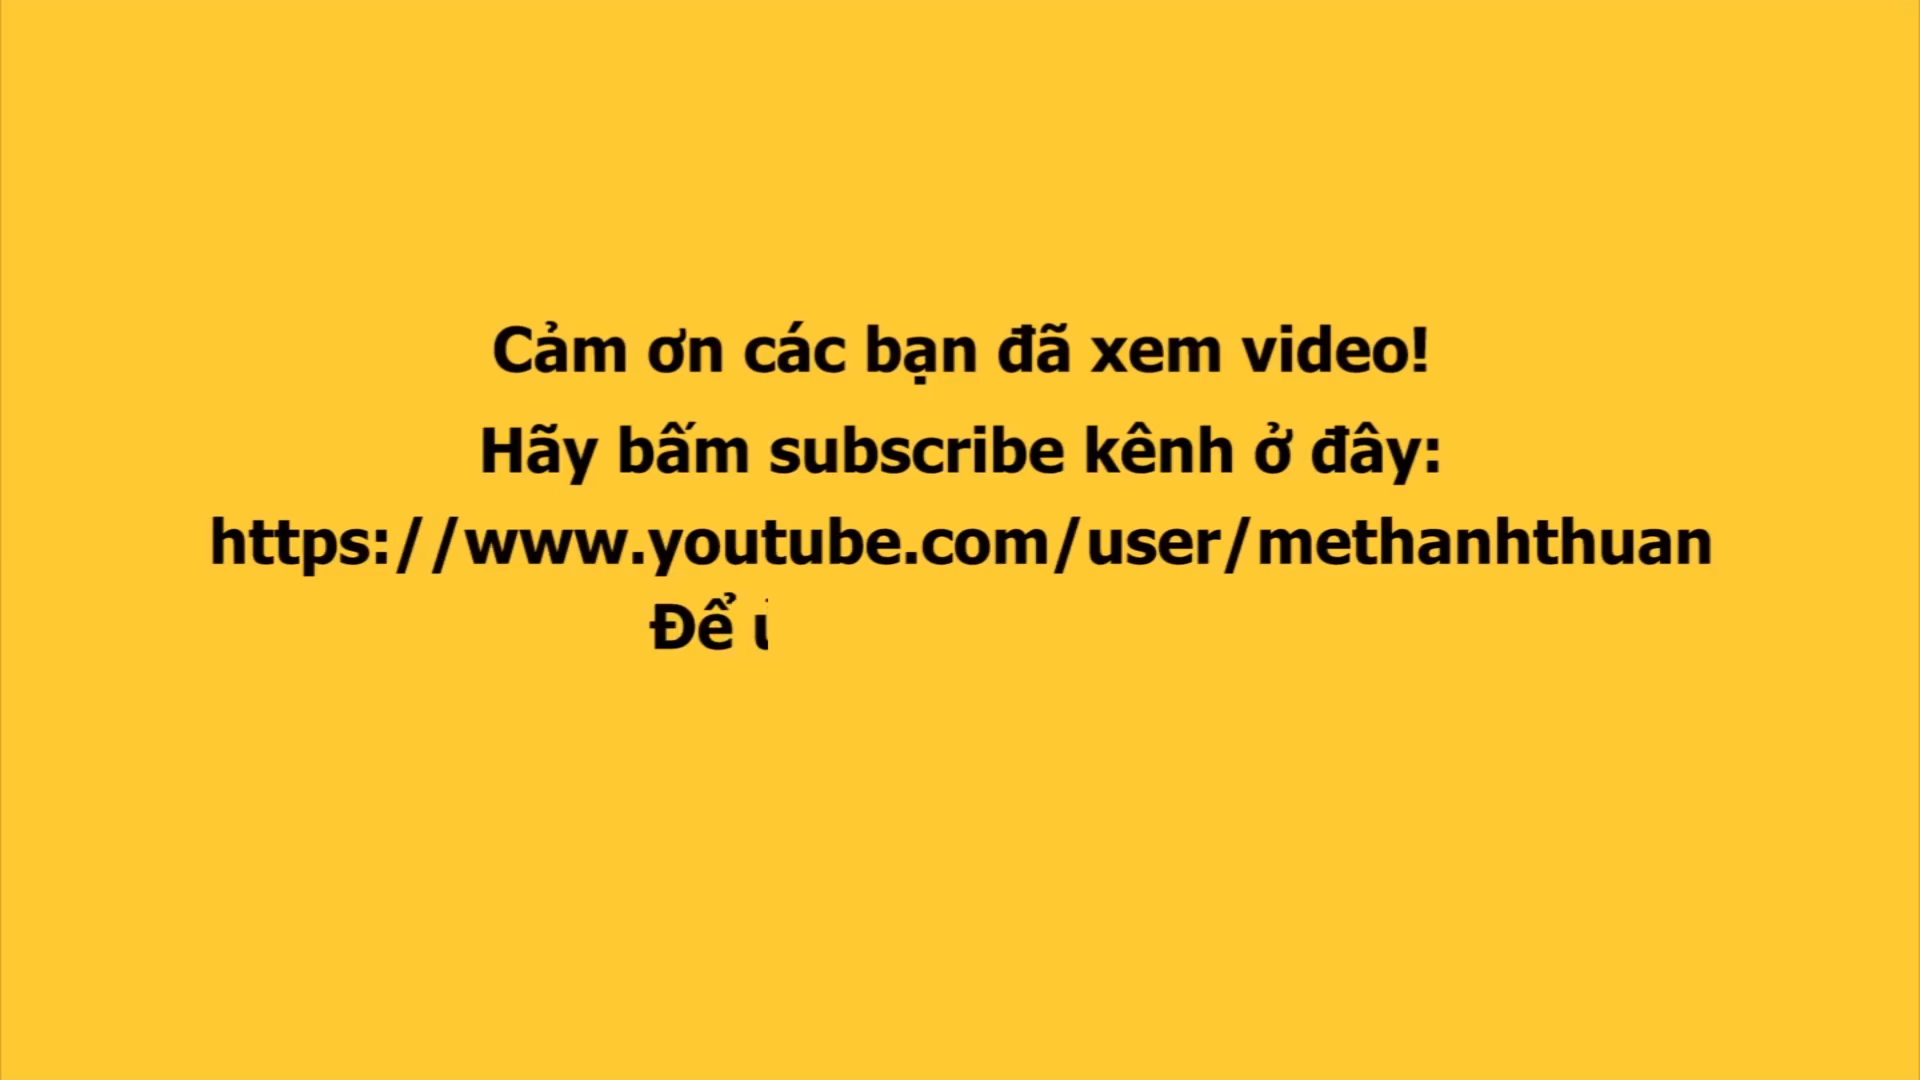 Cảm ơn các bạn đã xem video!
Hãy bấm subscribe kênh ở đây:
https://www.youtube.com/user/methanhthuan
Để